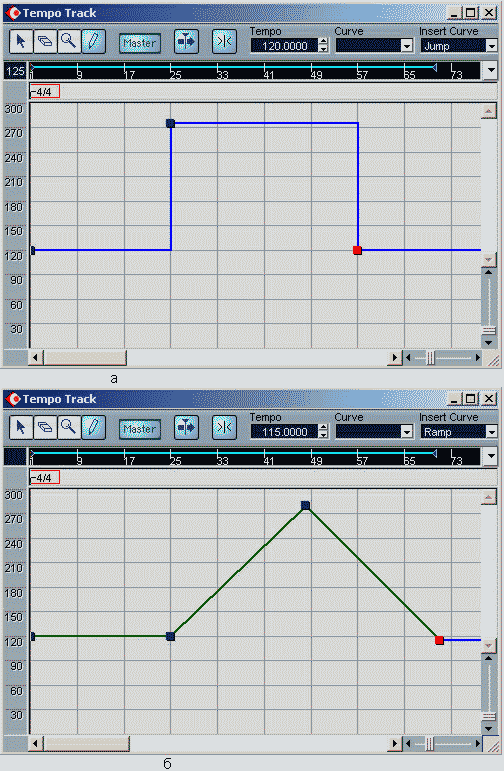 Tempo Track
Tempo Curve Insert Curve
Master 120.0000 Jump
125 1 9 17 25 33 41 49 57 65 73
4/4
300
270
240
210
180
150
120
90
60
30
а
Tempo Track
Tempo Curve Insert Curve
Master 115.0000 Ramp
1 9 17 25 33 41 49 57 65 73
4/4
300
270
240
210
180
150
120
90
60
30
б